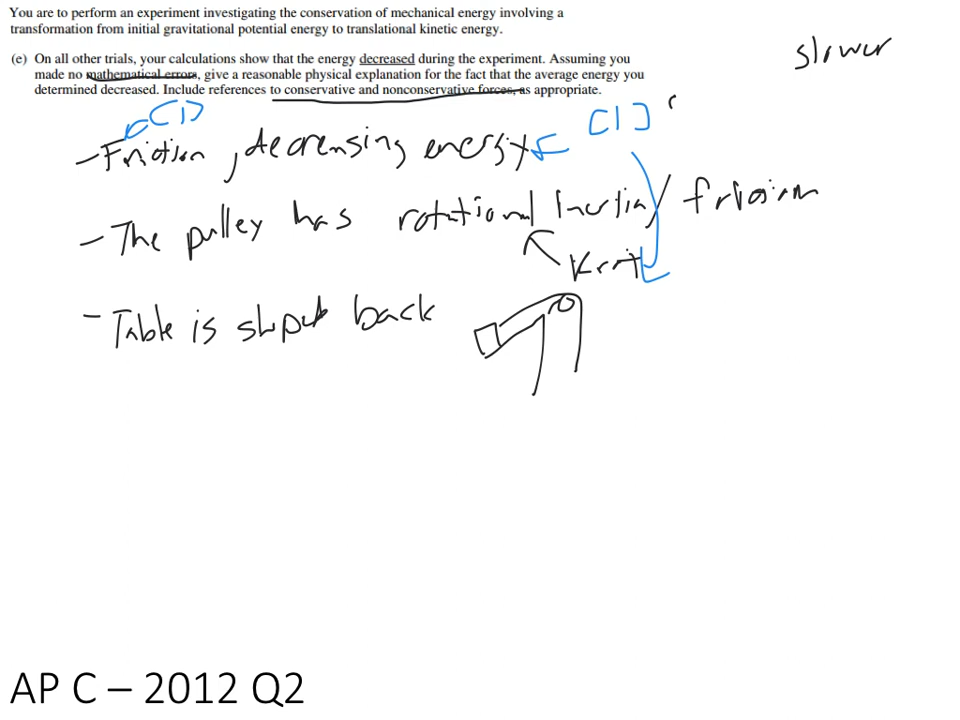 You are to perform an experiment investigating the conservation of mechanical energy involving a
transformation from initial gravitational potential energy to translational kinetic energy.
slower
(e) On all other trials, your calculations show that the energy decreased during the experiment. Assuming you
made no mathematical errors, give a reasonable physical explanation for the fact that the average energy you
determined decreased. Include references to conservative and nonconservative forces, as appropriate.
[1] [1]
- Friction, decreasing energy
- The pulley has rotational Inertia/friction
Krot
- Table is sloped back
AP C – 2012 Q2